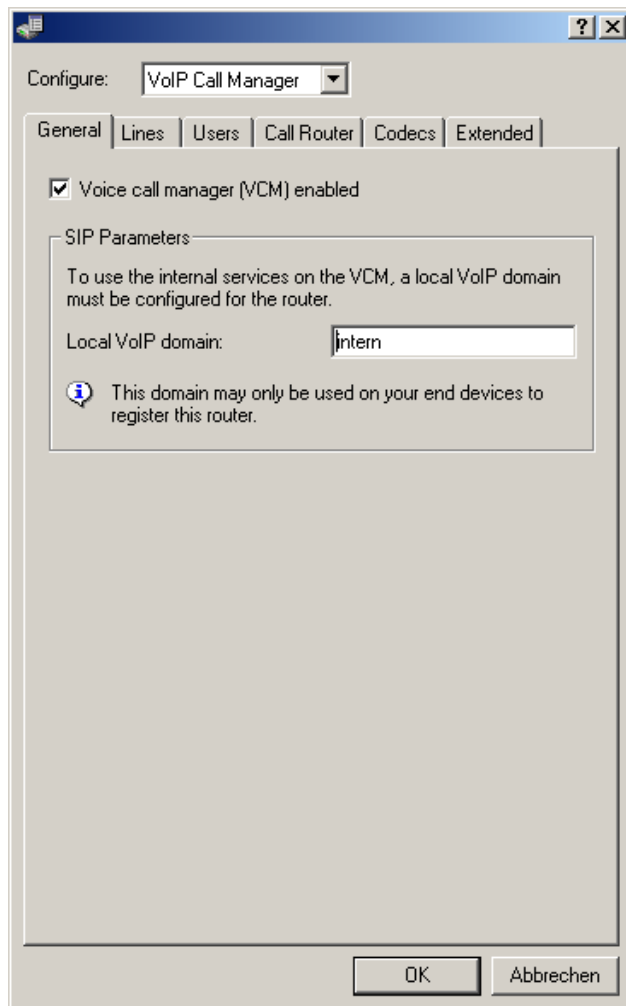 Configure: VoIP Call Manager
General Lines Users Call Router Codecs Extended
Voice call manager (VCM) enabled
SIP Parameters
To use the internal services on the VCM, a local VoIP domain
must be configured for the router.
Local VoIP domain: intern
This domain may only be used on your end devices to
register this router.
OK Abbrechen